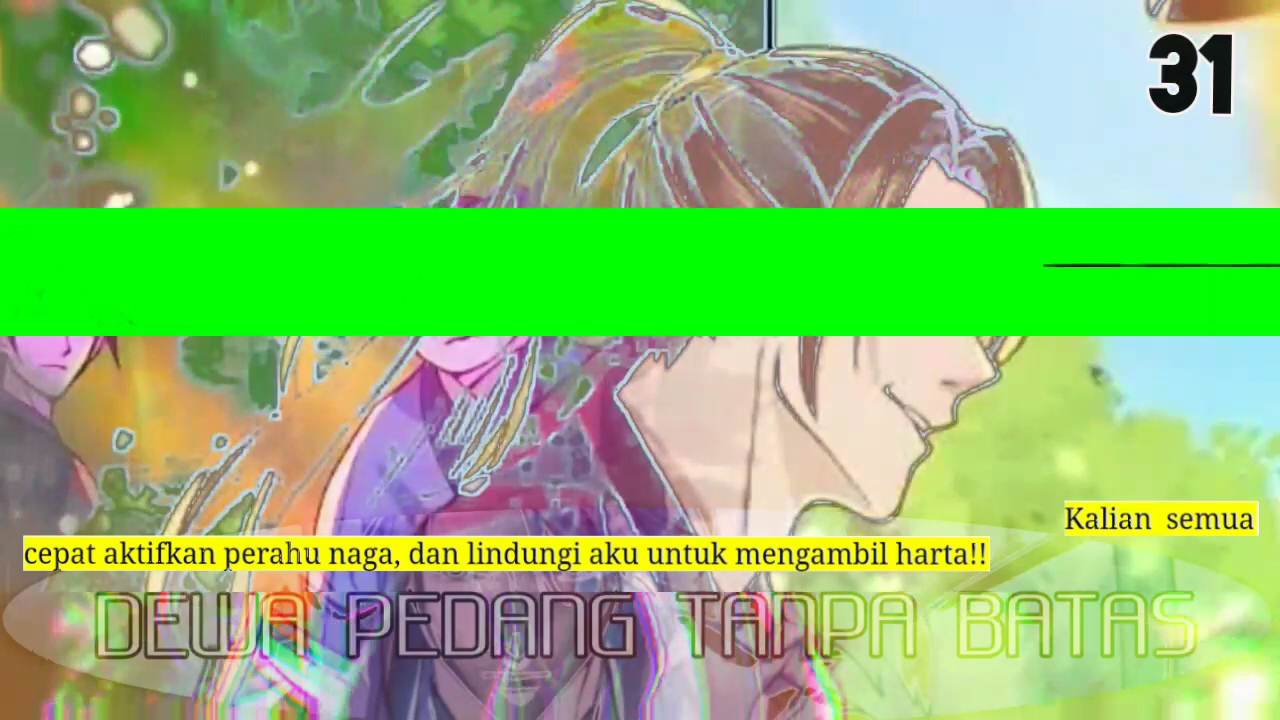 31
Kalian semua
cepat aktifkan perahu naga, dan lindungi aku untuk mengambil harta!!
DEWA PEDANG TANPA BATAS